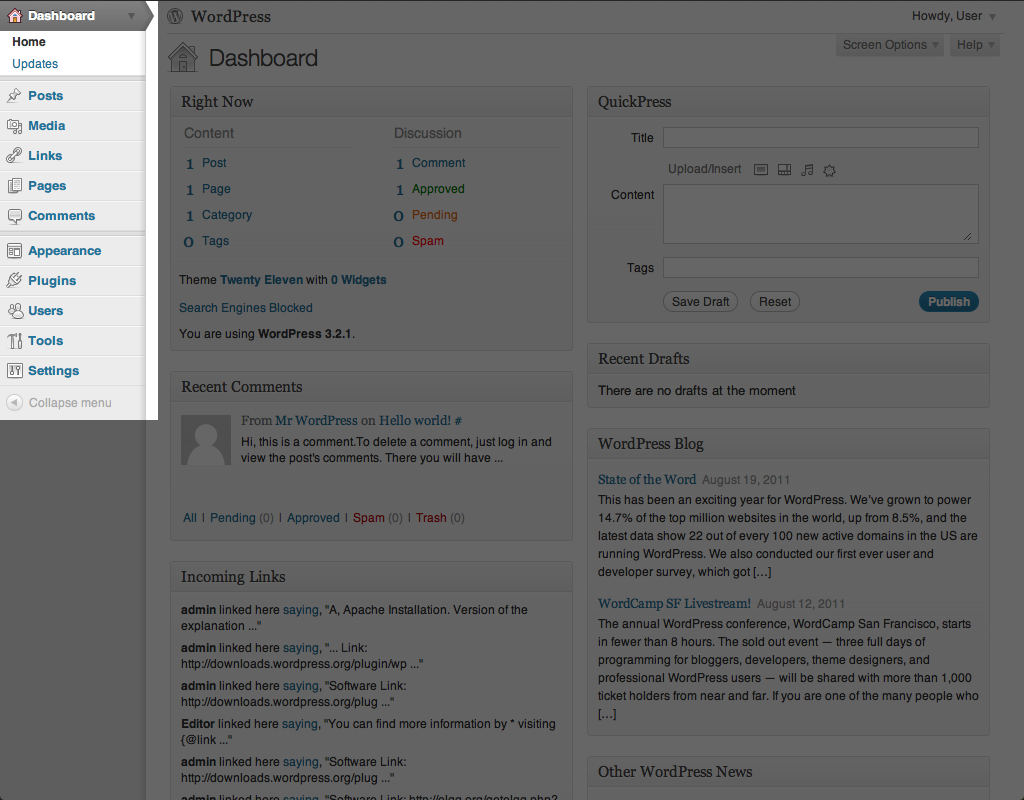 Dashboard
Home
Updates
Posts
Media
Links
Pages
Comments
Appearance
Plugins
Users
Tools
Settings
Collapse menu
WordPress
Howdy, User
Screen Options
Help
Dashboard
Right Now
Content
Discussion
1 Post
1 Comment
1 Page
1 Approved
1 Category
0 Pending
0 Tags
0 Spam
Theme Twenty Eleven with 0 Widgets
Search Engines Blocked
You are using WordPress 3.2.1.
Recent Comments
From Mr WordPress on Hello world! #
Hi, this is a comment.To delete a comment, just log in and
view the post's comments. There you will have ...
All | Pending (0) | Approved | Spam (0) | Trash (0)
Incoming Links
admin linked here saying, "A, Apache Installation. Version of the
explanation ..."
admin linked here saying, "... Link:
http://downloads.wordpress.org/plugin/wp ..."
admin linked here saying, "Software Link:
http://downloads.wordpress.org/plug ..."
Editor linked here saying, "You can find more information by * visiting
{@link ..."
admin linked here saying, "Software Link:
http://downloads.wordpress.org/plug ..."
admin linked here saying, "Software Link:
QuickPress
Title
Upload/Insert
Content
Tags
Save Draft
Reset
Publish
Recent Drafts
There are no drafts at the moment
WordPress Blog
State of the Word August 19, 2011
This has been an exciting year for WordPress. We've grown to power
14.7% of the top million websites in the world, up from 8.5%, and the
latest data show 22 out of every 100 new active domains in the US are
running WordPress. We also conducted our first ever user and
developer survey, which got [...]
WordCamp SF Livestream! August 12, 2011
The annual WordPress conference, WordCamp San Francisco, starts
in fewer than 8 hours. The sold out event — three full days of
programming for bloggers, developers, theme designers, and
professional WordPress users — will be shared with more than 1,000
ticket holders from near and far. If you are one of the many people who
[...]
Other WordPress News